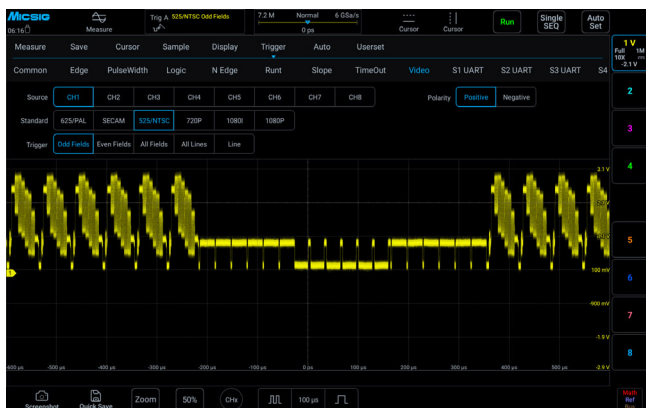 Micsig
06:16
Measure
Trig A 525/NTSC Odd Fields
7.2 M Normal 6 GSa/s
0 ps
Cursor Cursor
Run
Single SEQ
Auto Set
Measure Save Cursor Sample Display Trigger Auto Userset
1 V
Full 1M
10X
-2.1 V
Common Edge PulseWidth Logic N Edge Runt Slope TimeOut Video S1 UART S2 UART S3 UART S4
Source CH1 CH2 CH3 CH4 CH5 CH6 CH7 CH8 Polarity Positive Negative
2
Standard 625/PAL SECAM 525/NTSC 720P 1080I 1080P
3
Trigger Odd Fields Even Fields All Fields All Lines Line
4
3.1 V
5
1
100 mV
6
-900 mV
7
-1.9 V
8
-600 µs -500 µs -400 µs -300 µs -200 µs -100 µs 0 ps 100 µs 200 µs 300 µs 400 µs 500 µs -2.9 V
Screenshot Quick Save Zoom 50% CHx 100 µs
Math
Ref
Bus